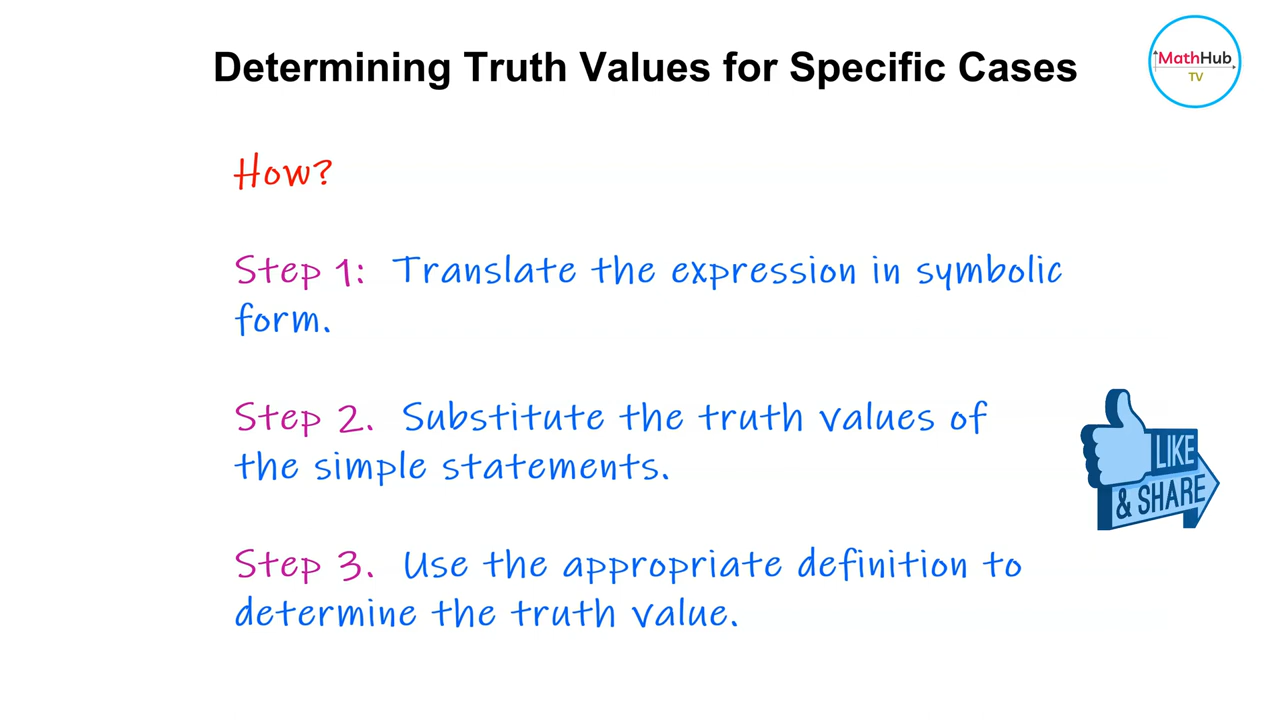 Determining Truth Values for Specific Cases
MathHub
TV
How?
Step 1: Translate the expression in symbolic
form.
Step 2. Substitute the truth values of
the simple statements.
LIKE
& SHARE
Step 3. Use the appropriate definition to
determine the truth value.